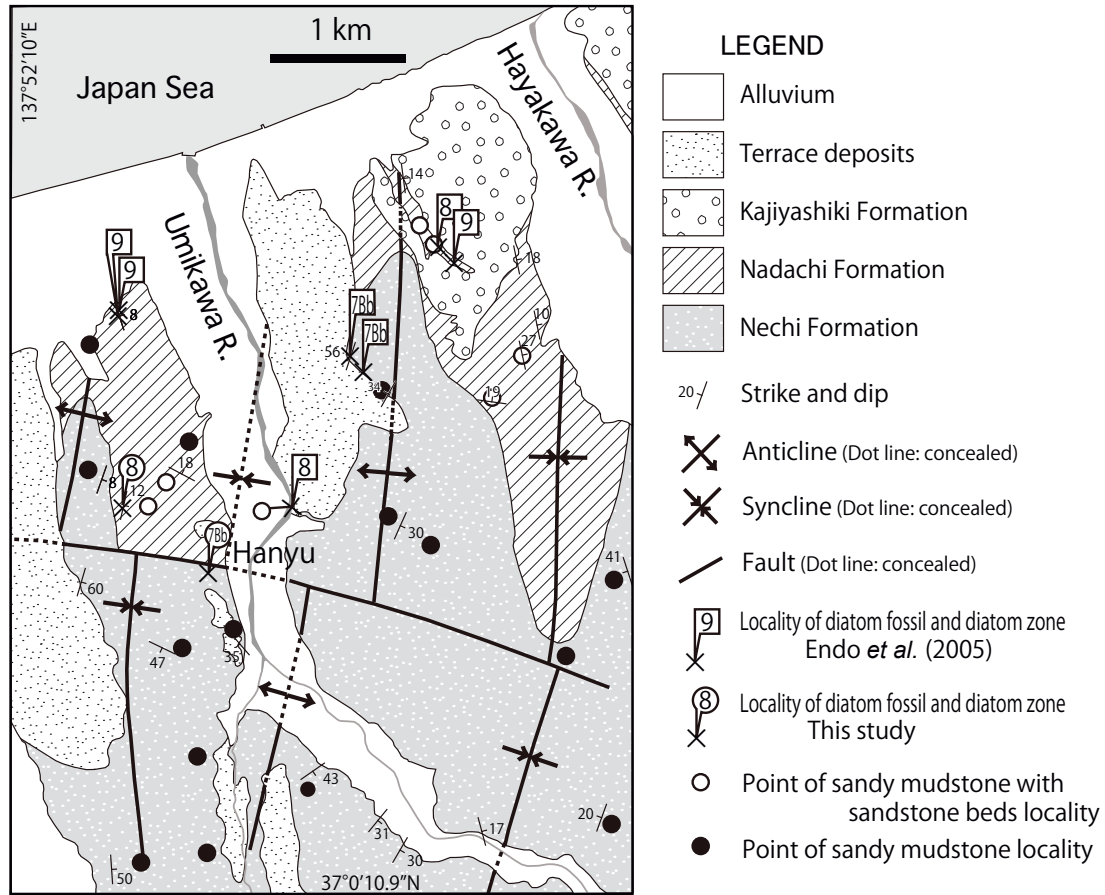 1 km
137°52'10"E
Japan Sea
Hayakawa R.
Umikawa R.
14
8
9
18
9
9
8
7Bb
7Bb
56
34
10
27
19
8
8
12
18
8
7Bb
Hanyu
30
41
60
47
35
43
31
30
17
20
50
37°0'10.9"N
LEGEND
Alluvium
Terrace deposits
Kajiyashiki Formation
Nadachi Formation
Nechi Formation
20 Strike and dip
Anticline (Dot line: concealed)
Syncline (Dot line: concealed)
Fault (Dot line: concealed)
9 Locality of diatom fossil and diatom zone
Endo et al. (2005)
8 Locality of diatom fossil and diatom zone
This study
Point of sandy mudstone with
sandstone beds locality
Point of sandy mudstone locality